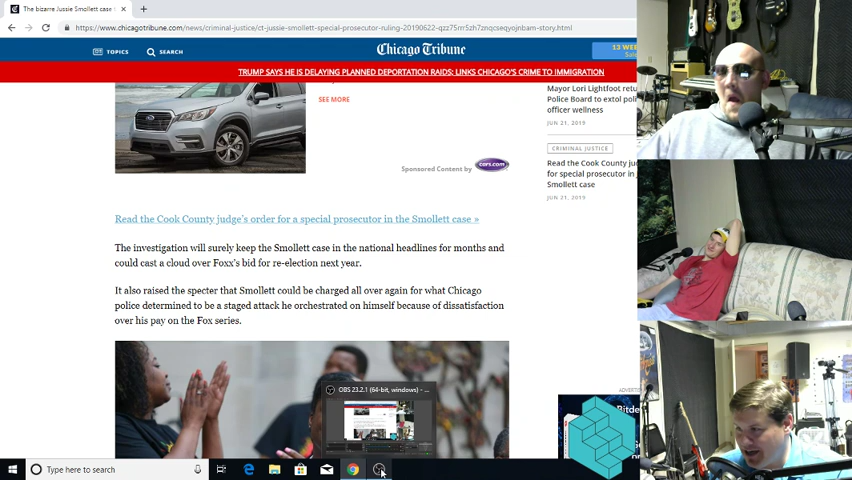 The bizarre Jussie Smollett case
https://www.chicagotribune.com/news/criminal-justice/ct-jussie-smollett-special-prosecutor-ruling-20190622-qzz75rrr5zh7znqcseqyojnbam-story.html
TOPICS
SEARCH
Chicago Tribune
13 WEE
Sale
TRUMP SAYS HE IS DELAYING PLANNED DEPORTATION RAIDS; LINKS CHICAGO'S CRIME TO IMMIGRATION
SEE MORE
Sponsored Content by
cars.com
Mayor Lori Lightfoot retu
Police Board to extol po
officer wellness
JUN 21, 2019
CRIMINAL JUSTICE
Read the Cook County jud
for special prosecutor in J
Smollett case
JUN 21, 2019
Read the Cook County judge's order for a special prosecutor in the Smollett case »
The investigation will surely keep the Smollett case in the national headlines for months and
could cast a cloud over Foxx's bid for re-election next year.
It also raised the specter that Smollett could be charged all over again for what Chicago
police determined to be a staged attack he orchestrated on himself because of dissatisfaction
over his pay on the Fox series.
OBS 23.2.1 (64-bit, windows) - ...
ADVERTI
Bitde
Type here to search